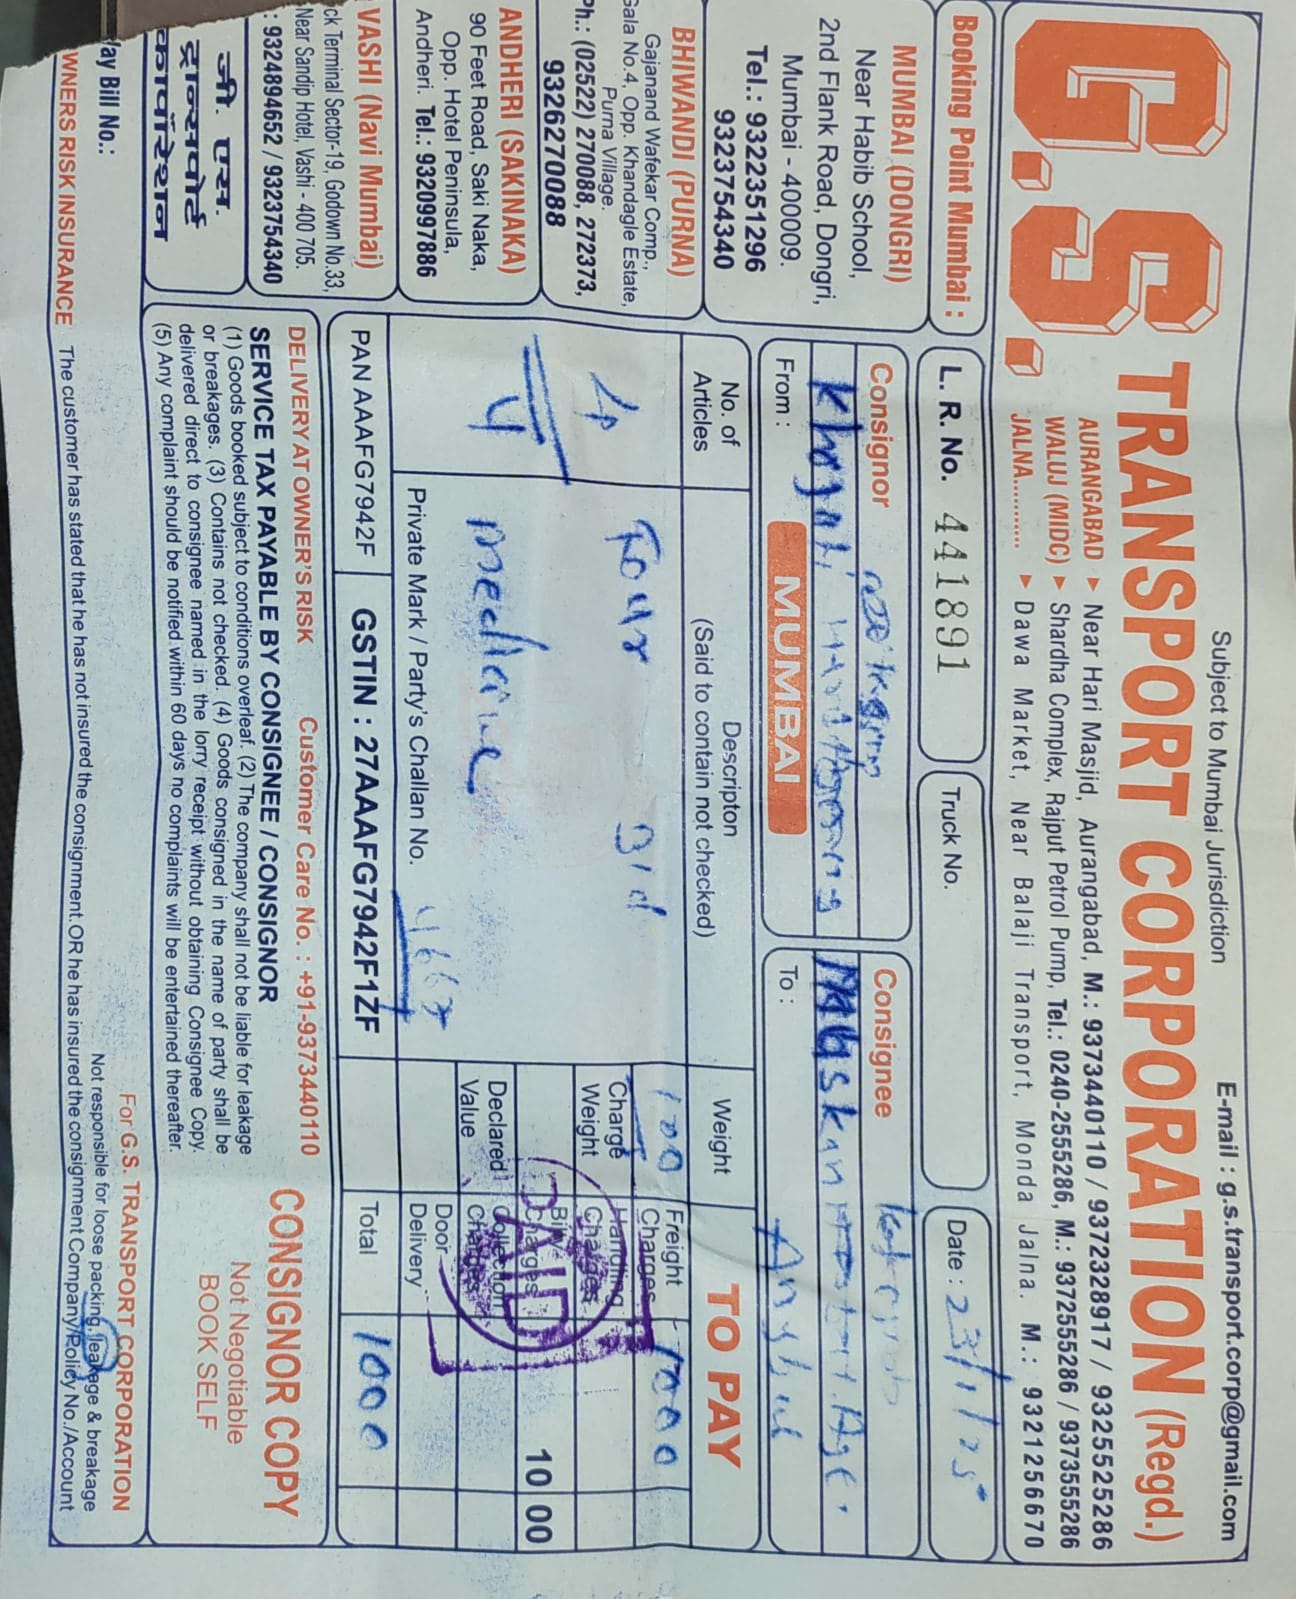 Subject to Mumbai Jurisdiction
E-mail : g.s.transport.corp@gmail.com
G.S. TRANSPORT CORPORATION (Regd.)
AURANGABAD ➤ Near Hari Masjid, Aurangabad, M.: 9373440110 / 9372328917 / 9325525286
WALUJ (MIDC) ➤ Shardha Complex, Rajput Petrol Pump, Tel.: 0240-2555286, M.: 9372555286 / 9373555286
JALNA........... ➤ Dawa Market, Near Balaji Transport, Monda Jalna. M.: 9321256670
Booking Point Mumbai :
L. R. No. 441891
Truck No.
Date : 23/1/25
MUMBAI (DONGRI)
Near Habib School,
2nd Flank Road, Dongri,
Mumbai - 400009.
Tel.: 9322351296
9323754340
BHIWANDI (PURNA)
Gajanand Wafekar Comp.,
Gala No.4, Opp. Khandagle Estate,
Purna Village.
Ph.: (02522) 270088, 272373,
9326270088
ANDHERI (SAKINAKA)
90 Feet Road, Saki Naka,
Opp. Hotel Peninsula,
Andheri. Tel.: 9320997886
VASHI (Navi Mumbai)
ck Terminal Sector-19, Godown No.33,
Near Sandip Hotel, Vashi - 400 705.
: 9324894652 / 9323754340
जी. एस.
ट्रान्सपोर्ट
कार्पोरेशन
Consignor
From : MUMBAI
Consignee
To :
No. of Articles
Descripton
(Said to contain not checked)
Weight
TO PAY
4
Four
100
Freight Charges
1000
Charge Weight
Handling Charges
4
medicine
Bilty Charges
10 00
Declared Value
Collection Charges
PAID
Private Mark / Party's Challan No.
Door Delivery
PAN AAAFG7942F
GSTIN : 27AAAFG7942F1ZF
Total
1000
DELIVERY AT OWNER'S RISK
Customer Care No. : +91-9373440110
SERVICE TAX PAYABLE BY CONSIGNEE / CONSIGNOR
(1) Goods booked subject to conditions overleaf. (2) The company shall not be liable for leakage
or breakages. (3) Contains not checked. (4) Goods consigned in the name of party shall be
delivered direct to consignee named in the lorry receipt without obtaining Consignee Copy.
(5) Any complaint should be notified within 60 days no complaints will be entertained thereafter.
CONSIGNOR COPY
Not Negotiable
BOOK SELF
ay Bill No.:
For G.S. TRANSPORT CORPORATION
Not responsible for loose packing, leakage & breakage
WNERS RISK INSURANCE The customer has stated that he has not insured the consignment. OR he has insured the consignment Company/Policy No./Account